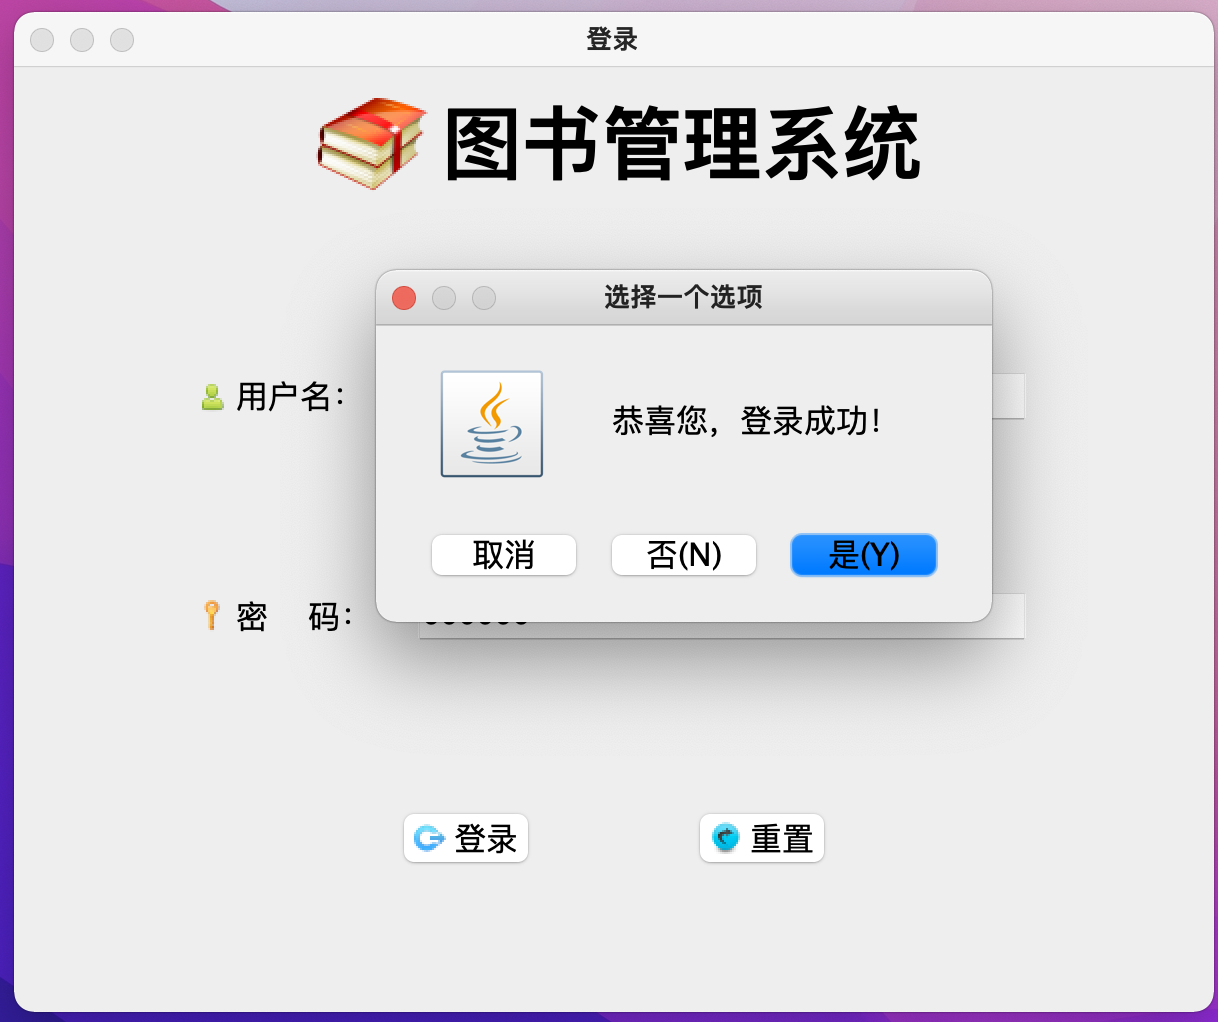 登录
图书管理系统
选择一个选项
用户名：
恭喜您，登录成功！
取消 否(N) 是(Y)
密 码：
登录 重置